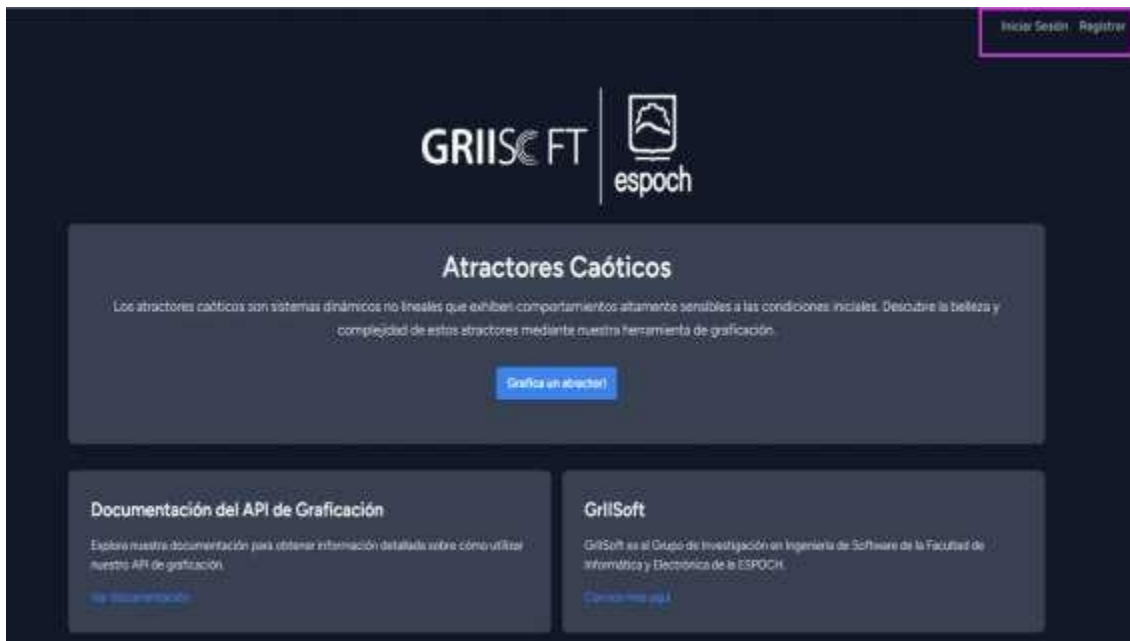 Iniciar Sesión Registrar
GRIISOFT
espoch
Atractores Caóticos
Los atractores caóticos son sistemas dinámicos no lineales que exhiben comportamientos altamente sensibles a las condiciones iniciales. Descubre la belleza y
complejidad de estos atractores mediante nuestra herramienta de graficación.
Grafica un atractor!
Documentación del API de Graficación
Explora nuestra documentación para obtener información detallada sobre cómo utilizar
nuestro API de graficación.
Ver documentación
GrIISoft
GrIISoft es el Grupo de Investigación en Ingeniería de Software de la Facultad de
Informática y Electrónica de la ESPOCH.
Conoce más aquí